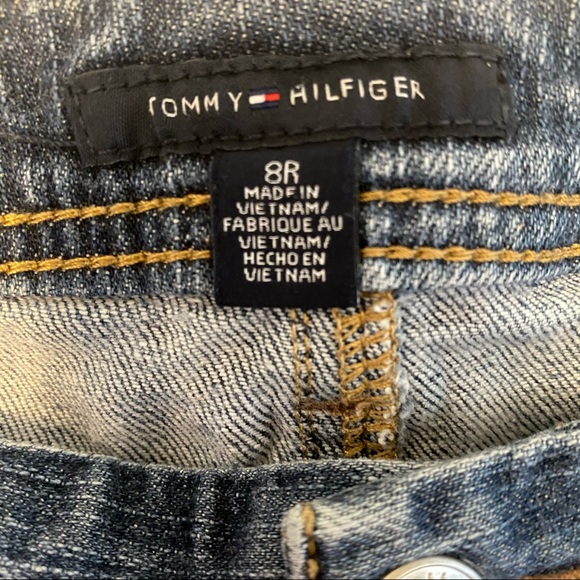 TOMMY HILFIGER
8R
MADE IN
VIETNAM/
FABRIQUE AU
VIETNAM/
HECHO EN
VIETNAM